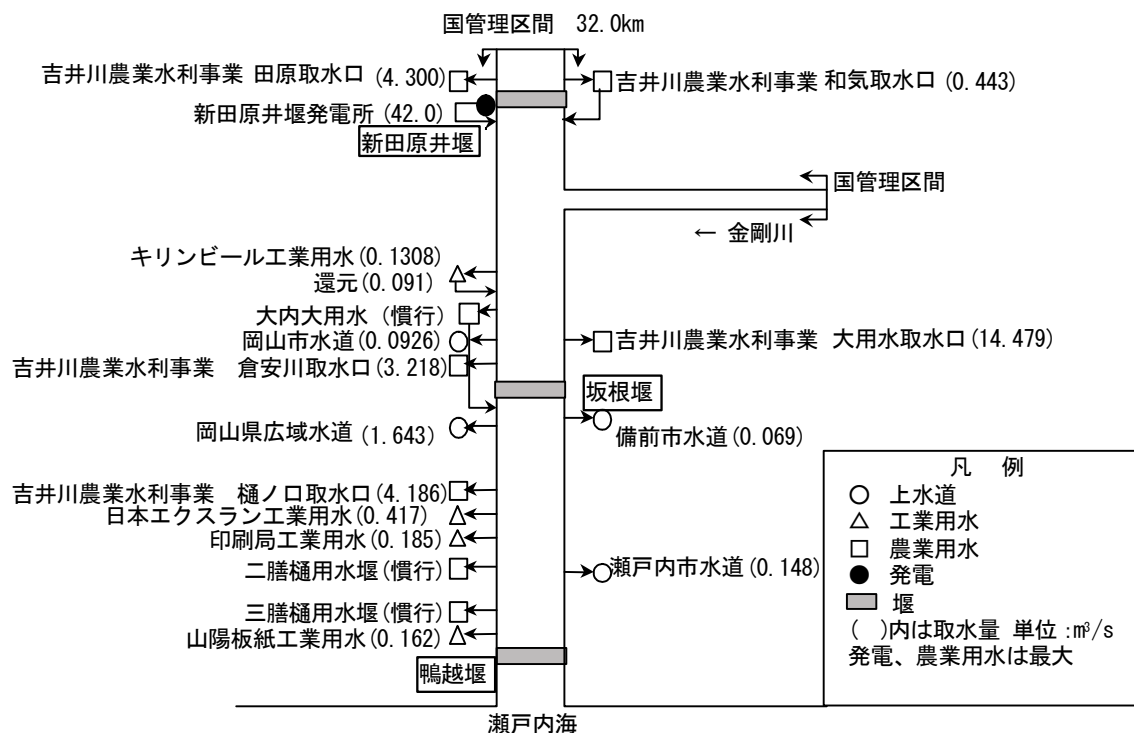 国管理区間 32.0km
吉井川農業水利事業 田原取水口 (4.300)
吉井川農業水利事業 和気取水口 (0.443)
新田原井堰発電所 (42.0)
新田原井堰
国管理区間
← 金剛川
キリンビール工業用水(0.1308)
還元(0.091)
大内大用水 (慣行)
岡山市水道(0.0926)
吉井川農業水利事業 大用水取水口(14.479)
吉井川農業水利事業 倉安川取水口(3.218)
坂根堰
岡山県広域水道 (1.643)
備前市水道(0.069)
吉井川農業水利事業 樋ノ口取水口(4.186)
日本エクスラン工業用水(0.417)
印刷局工業用水(0.185)
二膳樋用水堰(慣行)
瀬戸内市水道(0.148)
三膳樋用水堰(慣行)
山陽板紙工業用水(0.162)
鴨越堰
瀬戸内海
凡 例
上水道
工業用水
農業用水
発電
堰
( )内は取水量 単位:m³/s
発電、農業用水は最大